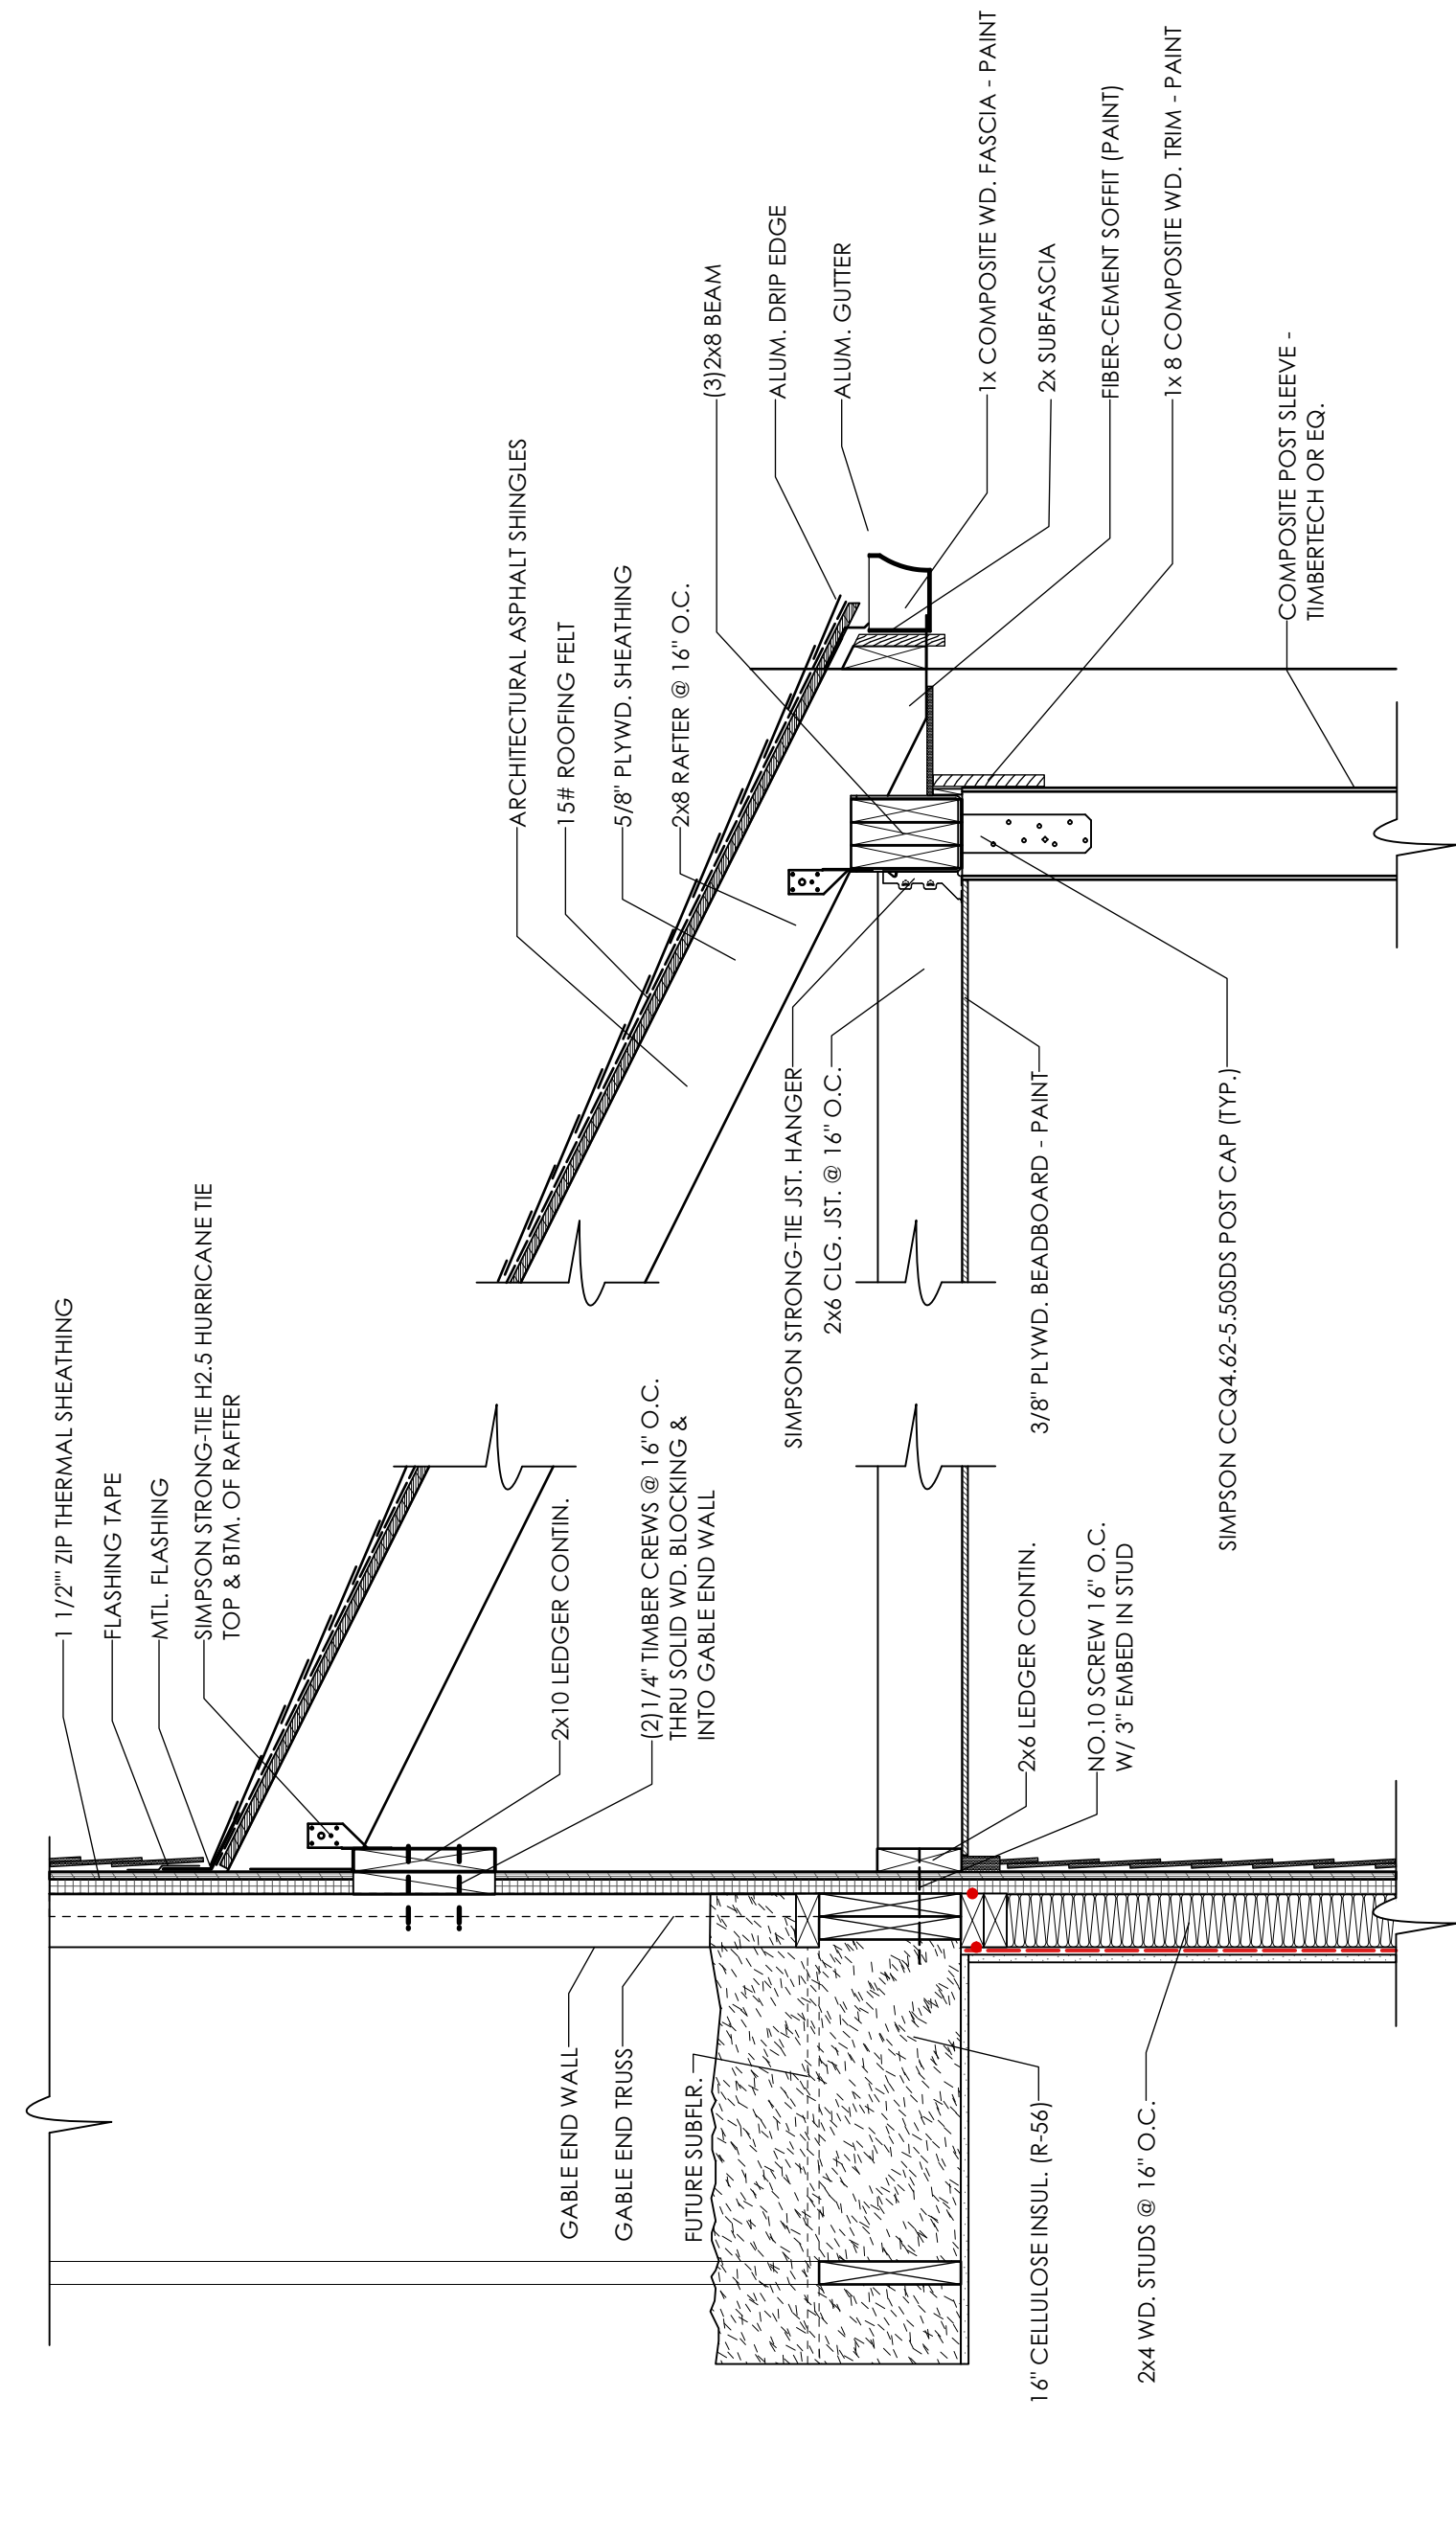 1 1/2"" ZIP THERMAL SHEATHING
FLASHING TAPE
MTL. FLASHING
SIMPSON STRONG-TIE H2.5 HURRICANE TIE
TOP & BTM. OF RAFTER
2x10 LEDGER CONTIN.
(2)1/4" TIMBER CREWS @ 16" O.C.
THRU SOLID WD. BLOCKING &
INTO GABLE END WALL
GABLE END WALL
GABLE END TRUSS
FUTURE SUBFLR.
16" CELLULOSE INSUL. (R-56)
2x4 WD. STUDS @ 16" O.C.
2x6 LEDGER CONTIN.
NO.10 SCREW 16" O.C.
W/ 3" EMBED IN STUD
ARCHITECTURAL ASPHALT SHINGLES
15# ROOFING FELT
5/8" PLYWD. SHEATHING
2x8 RAFTER @ 16" O.C.
SIMPSON STRONG-TIE JST. HANGER
2x6 CLG. JST. @ 16" O.C.
3/8" PLYWD. BEADBOARD - PAINT
SIMPSON CCQ4.62-5.50SDS POST CAP (TYP.)
(3)2x8 BEAM
ALUM. DRIP EDGE
ALUM. GUTTER
1x COMPOSITE WD. FASCIA - PAINT
2x SUBFASCIA
FIBER-CEMENT SOFFIT (PAINT)
1x 8 COMPOSITE WD. TRIM - PAINT
COMPOSITE POST SLEEVE -
TIMBERTECH OR EQ.